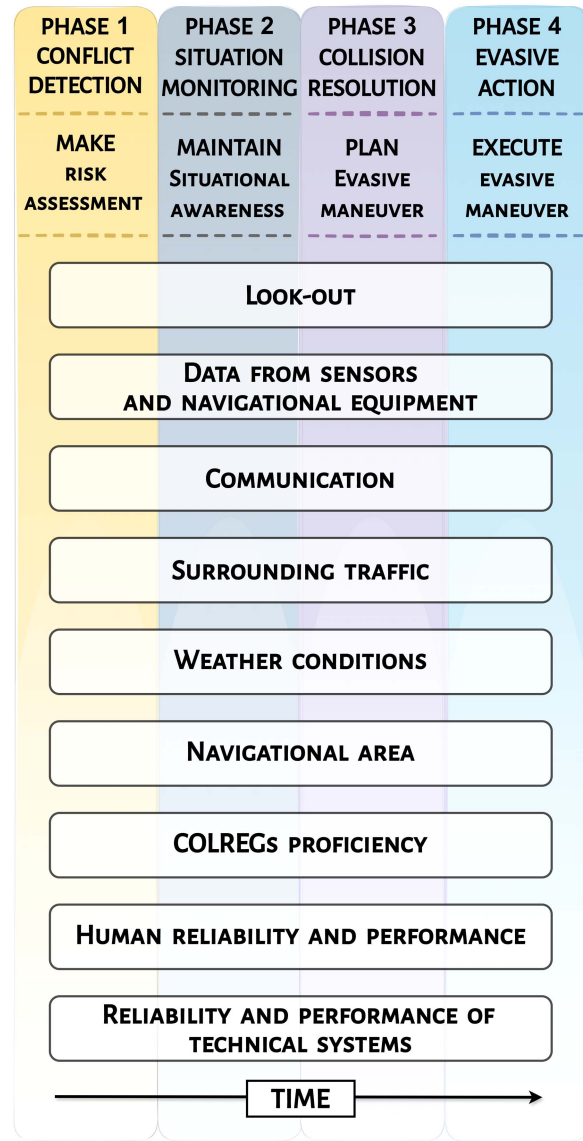 PHASE 1
CONFLICT
DETECTION
MAKE
RISK
ASSESSMENT
PHASE 2
SITUATION
MONITORING
MAINTAIN
SITUATIONAL
AWARENESS
PHASE 3
COLLISION
RESOLUTION
PLAN
EVASIVE
MANEUVER
PHASE 4
EVASIVE
ACTION
EXECUTE
EVASIVE
MANEUVER
LOOK-OUT
DATA FROM SENSORS
AND NAVIGATIONAL EQUIPMENT
COMMUNICATION
SURROUNDING TRAFFIC
WEATHER CONDITIONS
NAVIGATIONAL AREA
COLREGS PROFICIENCY
HUMAN RELIABILITY AND PERFORMANCE
RELIABILITY AND PERFORMANCE OF
TECHNICAL SYSTEMS
TIME